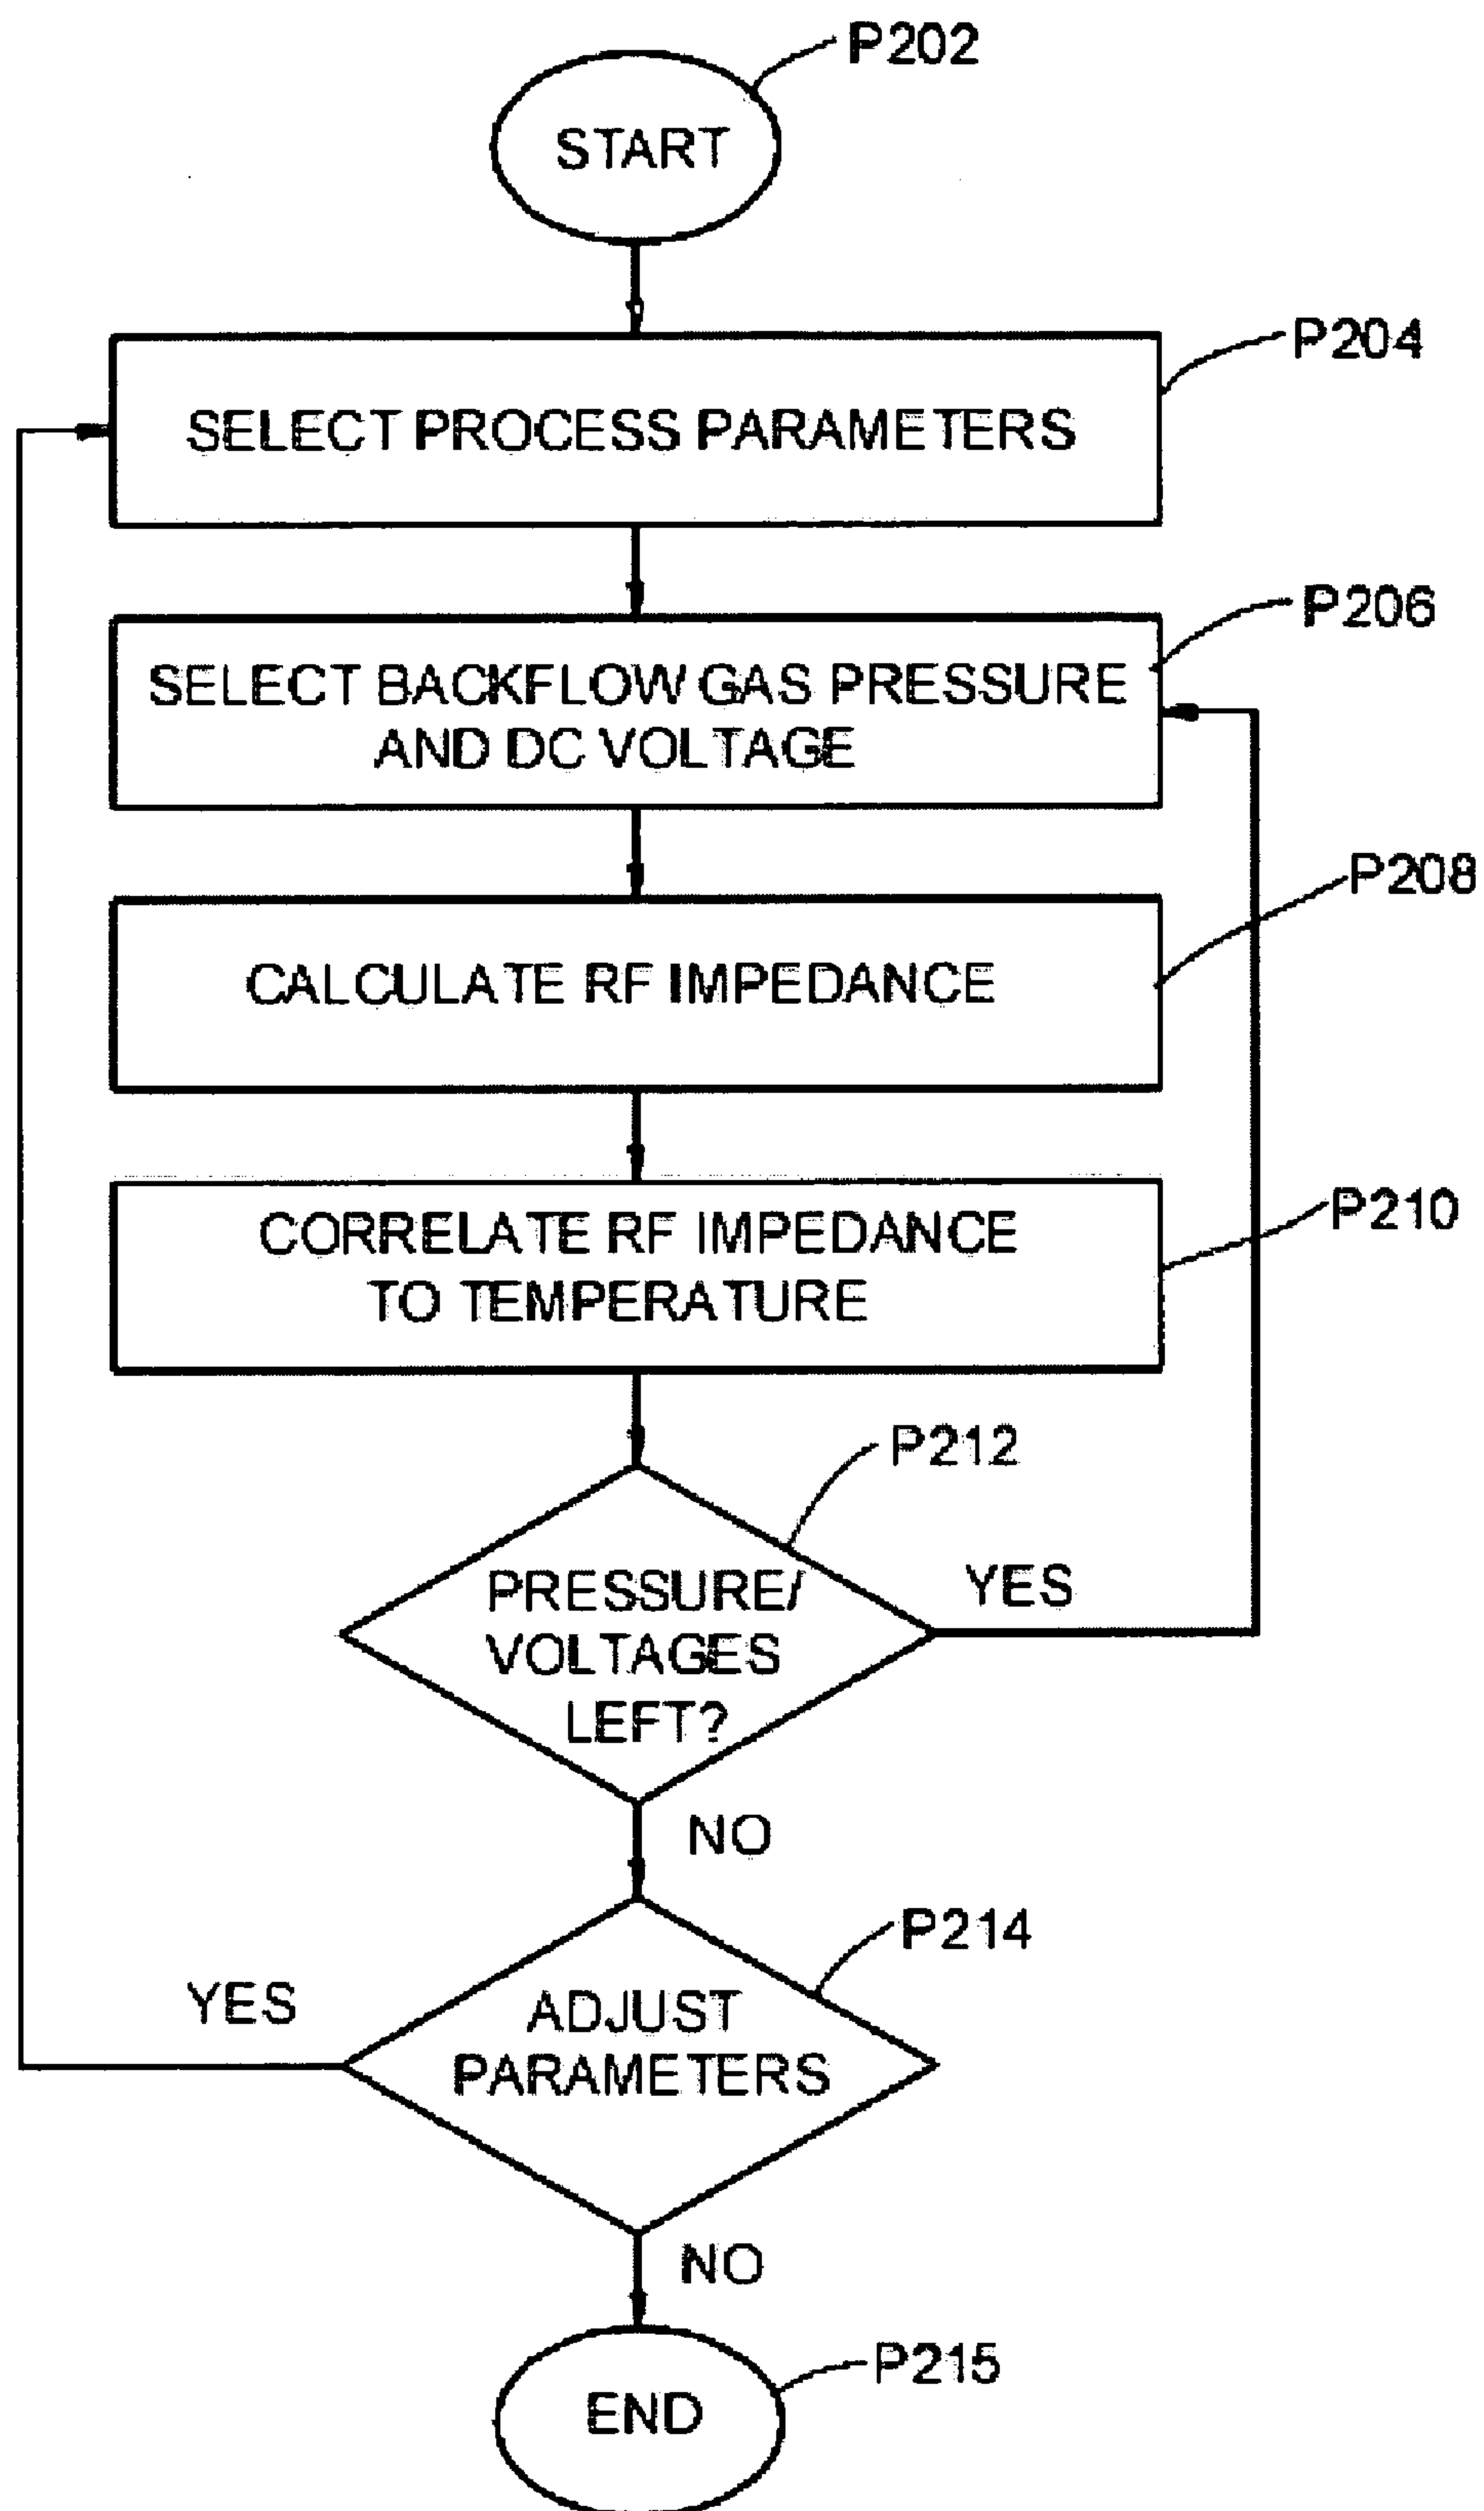 P202
START
P204
SELECT PROCESS PARAMETERS
P206
SELECT BACKFLOW GAS PRESSURE
AND DC VOLTAGE
P208
CALCULATE RF IMPEDANCE
P210
CORRELATE RF IMPEDANCE
TO TEMPERATURE
P212
PRESSURE/
VOLTAGES
LEFT?
YES
NO
P214
YES
ADJUST
PARAMETERS
NO
P215
END